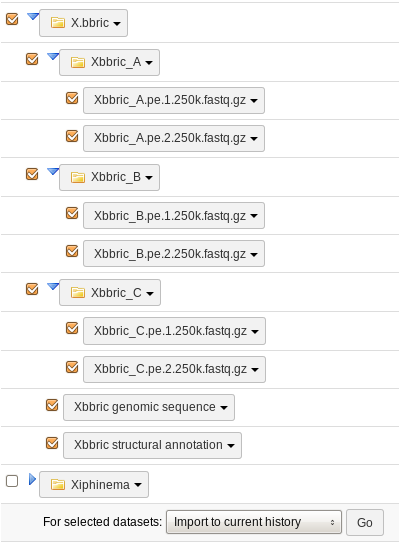 X.bbric
Xbbric_A
Xbbric_A.pe.1.250k.fastq.gz
Xbbric_A.pe.2.250k.fastq.gz
Xbbric_B
Xbbric_B.pe.1.250k.fastq.gz
Xbbric_B.pe.2.250k.fastq.gz
Xbbric_C
Xbbric_C.pe.1.250k.fastq.gz
Xbbric_C.pe.2.250k.fastq.gz
Xbbric genomic sequence
Xbbric structural annotation
Xiphinema
For selected datasets: Import to current history Go